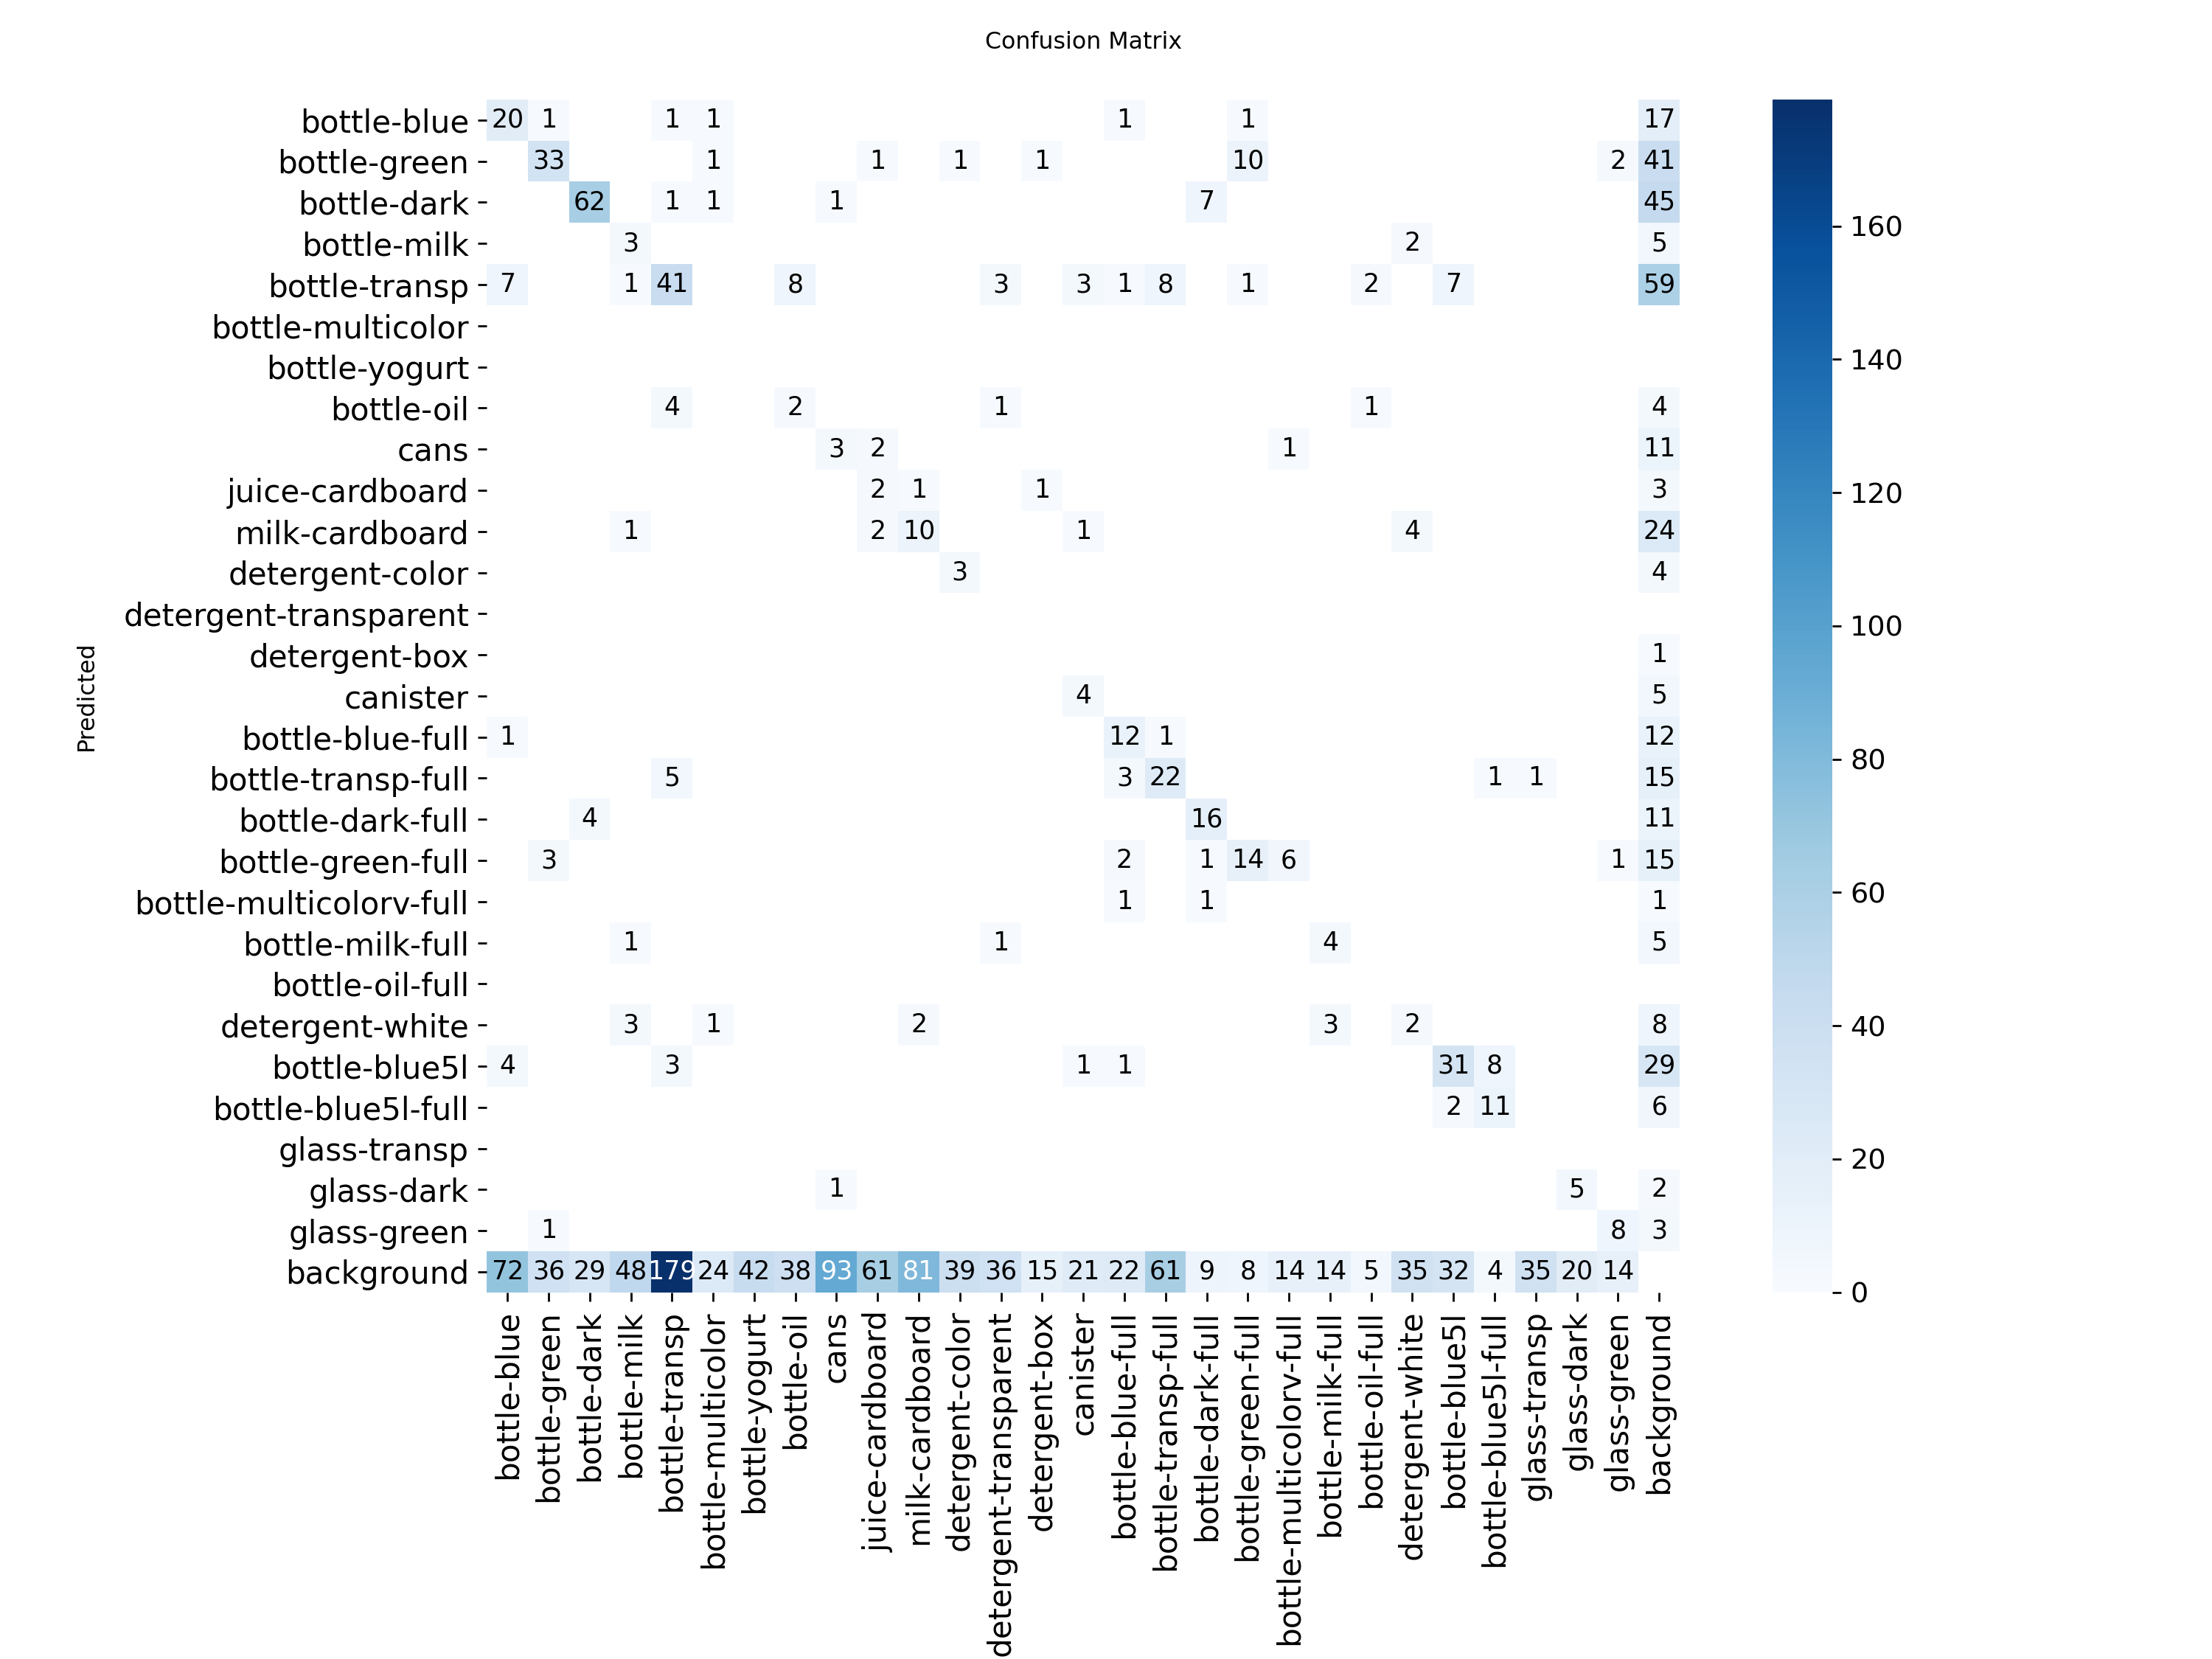 Confusion Matrix
bottle-blue 20 1 1 1 1 1 17
bottle-green 33 1 1 1 1 10 2 41
bottle-dark 62 1 1 1 7 45
bottle-milk 3 2 5
bottle-transp 7 1 41 8 3 3 1 8 1 2 7 59
bottle-multicolor
bottle-yogurt
bottle-oil 4 2 1 1 4
cans 3 2 1 11
juice-cardboard 2 1 1 3
milk-cardboard 1 2 10 1 4 24
detergent-color 3 4
detergent-transparent
detergent-box 1
canister 4 5
bottle-blue-full 1 12 1 12
bottle-transp-full 5 3 22 1 1 15
bottle-dark-full 4 16 11
bottle-green-full 3 2 1 14 6 1 15
bottle-multicolorv-full 1 1 1
bottle-milk-full 1 1 4 5
bottle-oil-full
detergent-white 3 1 2 3 2 8
bottle-blue5l 4 3 1 1 31 8 29
bottle-blue5l-full 2 11 6
glass-transp
glass-dark 1 5 2
glass-green 1 8 3
background 72 36 29 48 179 24 42 38 93 61 81 39 36 15 21 22 61 9 8 14 14 5 35 32 4 35 20 14
Predicted
bottle-blue
bottle-green
bottle-dark
bottle-milk
bottle-transp
bottle-multicolor
bottle-yogurt
bottle-oil
cans
juice-cardboard
milk-cardboard
detergent-color
detergent-transparent
detergent-box
canister
bottle-blue-full
bottle-transp-full
bottle-dark-full
bottle-green-full
bottle-multicolorv-full
bottle-milk-full
bottle-oil-full
detergent-white
bottle-blue5l
bottle-blue5l-full
glass-transp
glass-dark
glass-green
background
160
140
120
100
80
60
40
20
0